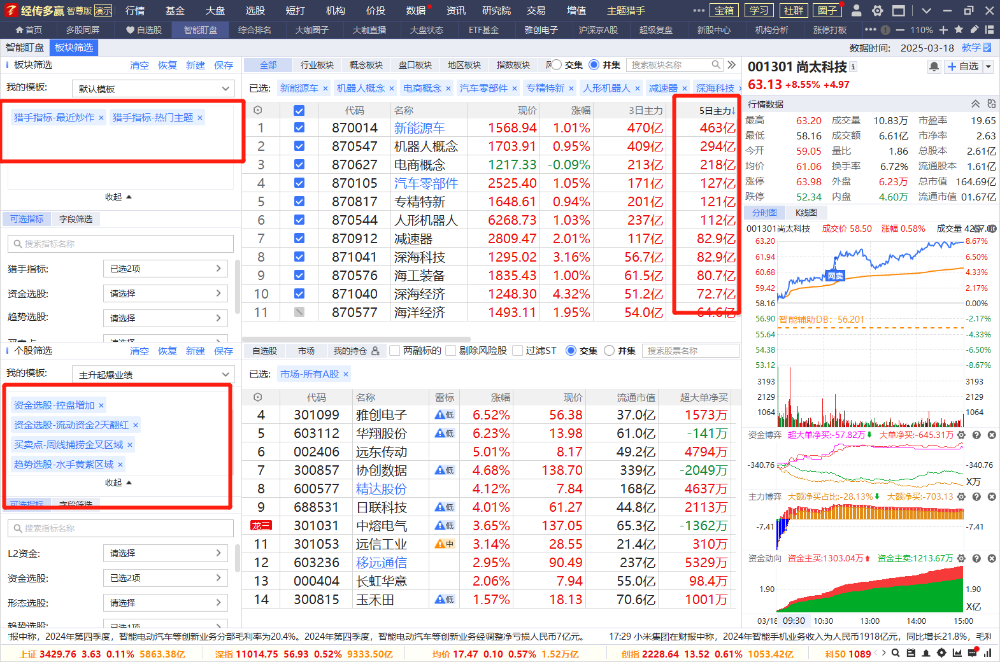 经传多赢 智尊版 演示 行情 基金 大盘 选股 短打 机构 价投 数据 资讯 研究院 交易 增值 主题猎手 宝箱 学习 社群 圈子
首页 多股同屏 自选股 智能盯盘 综合排名 大咖圈子 大咖直播 大盘状态 ETF基金 雅创电子 沪深京A股 超级复盘 新股中心 机构分析 涨停打板 110%
智能盯盘 板块筛选 数据时间: 2025-03-18 教学
板块筛选 清空 恢复 新建 保存
我的模板: 默认模板
猎手指标-最近炒作 × 猎手指标-热门主题 ×
收起
可选指标 字段筛选
搜索指标名称
猎手指标: 已选2项
资金选股: 请选择
趋势选股: 请选择
全部 行业板块 概念板块 盘口板块 地区板块 指数板块 交集 并集 搜索板块名称
已选: 新能源车 × 机器人概念 × 电商概念 × 汽车零部件 × 专精特新 × 人形机器人 × 减速器 × 深海科技 ×
代码 名称 现价 涨幅 3日主力 5日主力↓
1 870014 新能源车 1568.94 1.01% 470亿 463亿
2 870547 机器人概念 1703.91 0.95% 409亿 294亿
3 870627 电商概念 1217.33 -0.09% 213亿 218亿
4 870105 汽车零部件 2525.40 1.05% 171亿 127亿
5 870817 专精特新 1648.61 0.94% 201亿 121亿
6 870544 人形机器人 6268.73 1.03% 237亿 112亿
7 870912 减速器 2809.47 2.01% 117亿 82.9亿
8 871041 深海科技 1295.02 3.16% 56.7亿 82.9亿
9 870576 海工装备 1835.43 1.00% 61.5亿 80.7亿
10 871040 深海经济 1248.30 4.32% 51.2亿 72.7亿
11 870577 海洋经济 1493.11 1.95% 54.0亿 64.6亿
个股筛选 清空 恢复 新建 保存
我的模板: 主升起爆业绩
资金选股-控盘增加 ×
资金选股-流动资金2天翻红 ×
买卖点-周线捕捞金叉区域 ×
趋势选股-水手黄紫区域 ×
收起
可选指标 字段筛选
搜索指标名称
L2资金: 请选择
资金选股: 已选2项
形态选股: 请选择
趋势选股: 已选1项
自选股 市场 我的持仓 两融标的 剔除风险股 过滤ST 交集 并集 搜索股票名称
已选: 市场-所有A股 ×
代码 名称 雷标 涨幅 现价 流通市值 超大单净买
4 301099 雅创电子 低 6.52% 56.38 37.0亿 1573万
5 603112 华翔股份 低 6.23% 13.98 61.0亿 -141万
6 002406 远东传动 5.01% 8.17 49.2亿 4794万
7 300857 协创数据 低 4.68% 138.70 339亿 -2049万
8 600577 精达股份 4.12% 7.84 168亿 4637万
9 688531 日联科技 低 4.01% 61.27 44.8亿 2113万
龙三 301031 中熔电气 低 3.65% 137.05 65.3亿 -1362万
11 301053 远信工业 中 3.14% 28.55 21.4亿 310万
12 603236 移远通信 2.95% 90.49 237亿 5329万
13 000404 长虹华意 2.06% 7.94 55.0亿 98.4万
14 300815 玉禾田 低 1.57% 18.13 70.6亿 1001万
001301 尚太科技 自选
63.13 +8.55% +4.97
行情数据
最高 63.20 成交量 10.83万 市盈率 19.65
最低 58.16 成交额 6.61亿 市净率 2.63
今开 59.05 量比 1.86 总股本 2.61亿
均价 61.06 换手率 6.72% 流通股本 1.61亿
涨停 63.98 外盘 6.23万 总市值 164.69亿
跌停 52.34 内盘 4.60万 流通市值 01.67亿
分时图 K线图
001301尚太科技 成交价 58.50 涨幅 0.58% 成交量
63.20 8.67%
61.94 6.50%
60.68 网卖 4.33%
59.42 2.17%
58.16 0.00%
56.90 智能辅助DB: 56.201 -2.17%
55.64 -4.33%
54.38 -6.50%
53.12 -8.67%
3193 3193
2129 2129
1064 1064
资金博弈 超大单净买:-57.82万 大单净买:-645.31万
-340.76 -340.76
X万
主力博弈 大额净买占比:-28.13% 大额净买:-703.13
-7.41 -7.41
资金动向 资金主买:1303.04万 资金主卖:1213.67万
1.90 1.90
X亿
03/18 09:30 10:30 13:00 14:00 15:00
报中称，2024年第四季度，智能电动汽车等创新业务分部毛利率为20.4%。2024年第四季度，智能电动汽车等创新业务经调整净亏损人民币7亿元。 17:29 小米集团在财报中称，2024年智能手机业务收入为人民币1918亿元，同比增长21.8%，毛利
上证 3429.76 3.63 0.11% 5863.38亿 深指 11014.75 56.93 0.52% 9333.50亿 均价 17.47 0.10 0.57% 1.52万亿 创指 2228.64 13.52 0.61% 1053.42亿 科50 1089